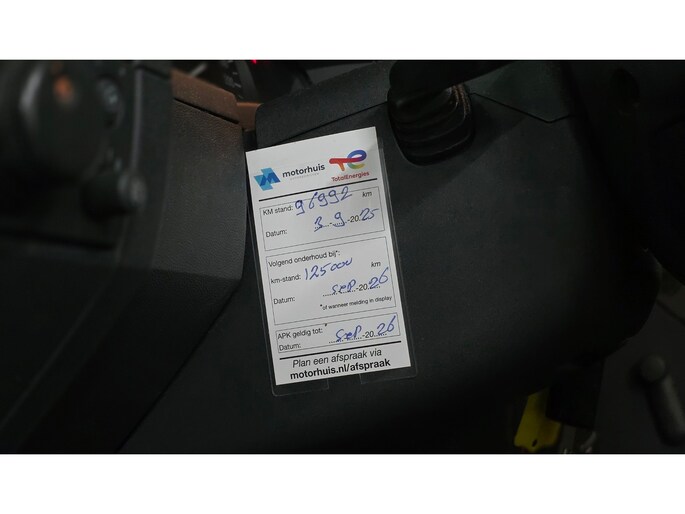 motorhuis
TotalEnergies
KM stand: 96992 km
Datum: 3-9-2025
Volgend onderhoud bij*:
km-stand: 125000 km
Datum: sep-2026
*of wanneer melding in display
APK geldig tot:*
Datum: sep-2026
Plan een afspraak via
motorhuis.nl/afspraak